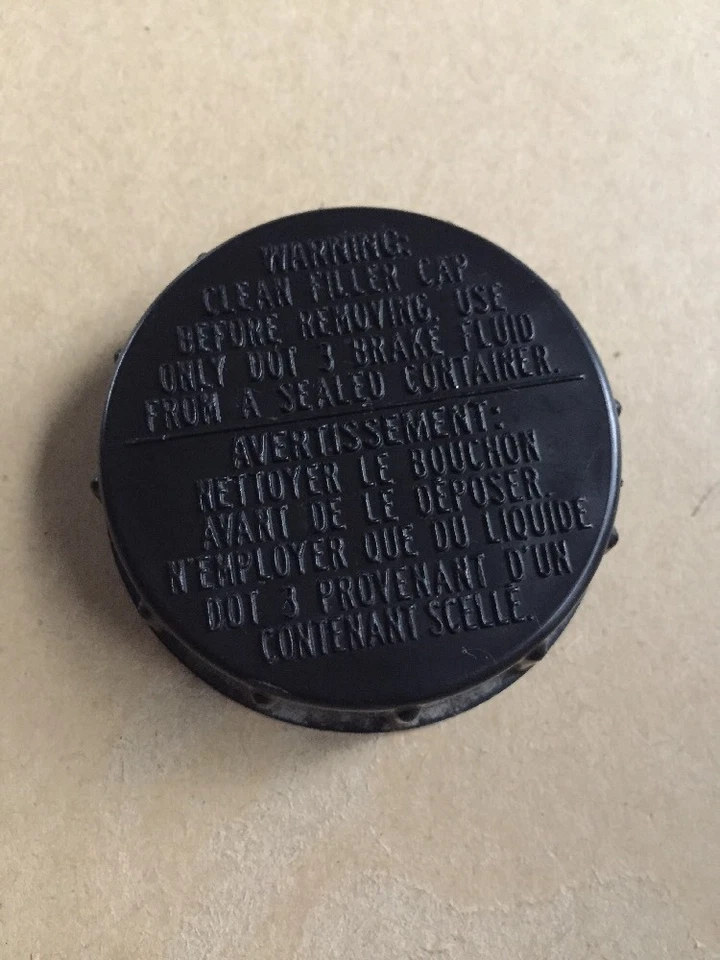 WARNING:
CLEAN FILLER CAP
BEFORE REMOVING. USE
ONLY DOT 3 BRAKE FLUID
FROM A SEALED CONTAINER.
AVERTISSEMENT:
NETTOYER LE BOUCHON
AVANT DE LE DEPOSER.
N'EMPLOYER QUE DU LIQUIDE
DOT 3 PROVENANT D'UN
CONTENANT SCELLE.